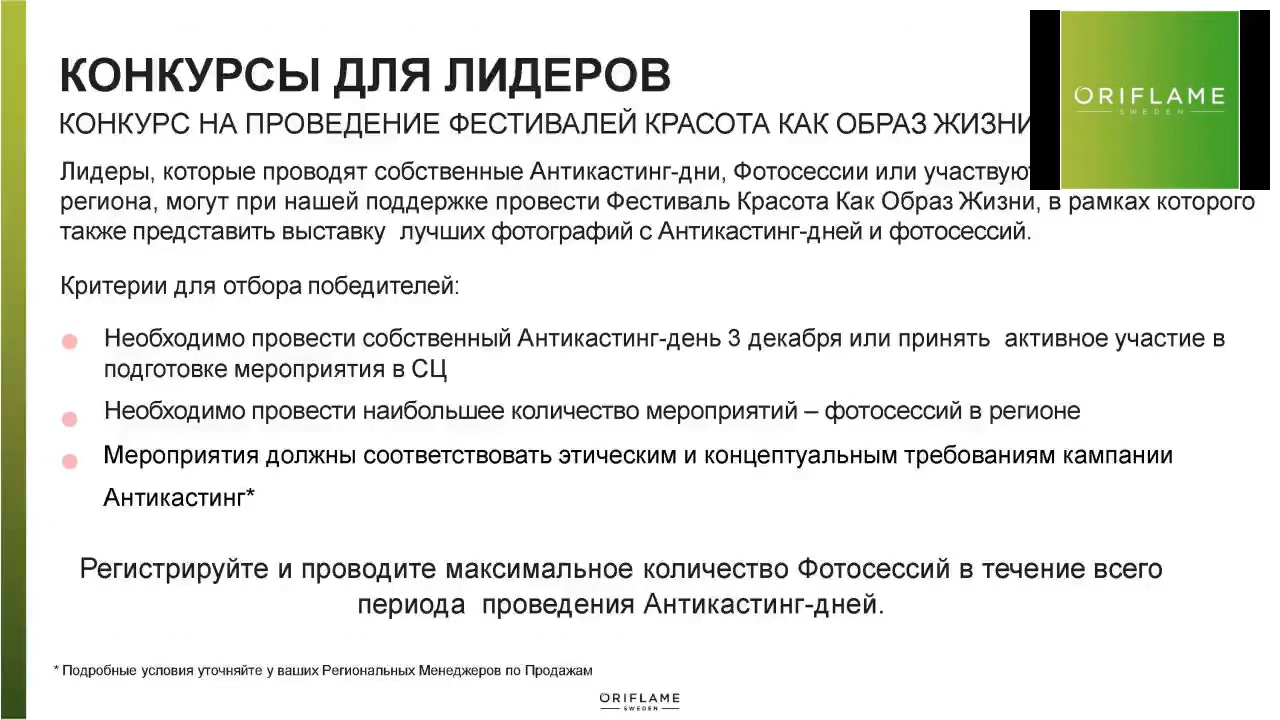 КОНКУРСЫ ДЛЯ ЛИДЕРОВ
КОНКУРС НА ПРОВЕДЕНИЕ ФЕСТИВАЛЕЙ КРАСОТА КАК ОБРАЗ ЖИЗНИ
ORIFLAME
SWEDEN
Лидеры, которые проводят собственные Антикастинг-дни, Фотосессии или
региона, могут при нашей поддержке провести Фестиваль Красота Как Образ Жизни, в рамках которого
также представить выставку лучших фотографий с Антикастинг-дней и фотосессий.
Критерии для отбора победителей:
Необходимо провести собственный Антикастинг-день 3 декабря или принять активное участие в
подготовке мероприятия в СЦ
Необходимо провести наибольшее количество мероприятий – фотосессий в регионе
Мероприятия должны соответствовать этическим и концептуальным требованиям кампании
Антикастинг*
Регистрируйте и проводите максимальное количество Фотосессий в течение всего
периода проведения Антикастинг-дней.
* Подробные условия уточняйте у ваших Региональных Менеджеров по Продажам
ORIFLAME
SWEDEN